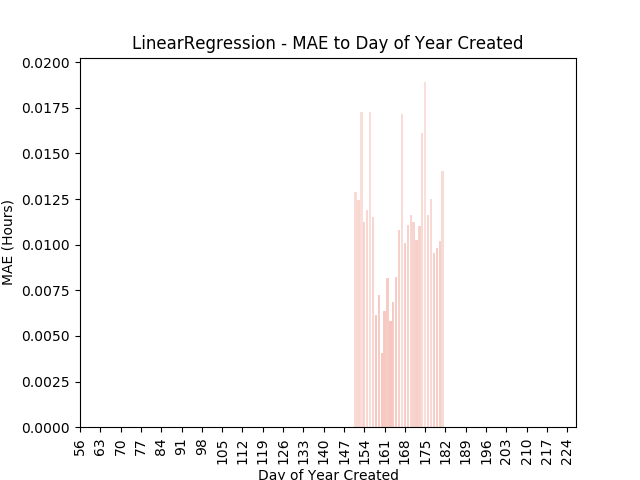 LinearRegression - MAE to Day of Year Created
MAE (Hours)
0.0200
0.0175
0.0150
0.0125
0.0100
0.0075
0.0050
0.0025
0.0000
56 63 70 77 84 91 98 105 112 119 126 133 140 147 154 161 168 175 182 189 196 203 210 217 224
Day of Year Created